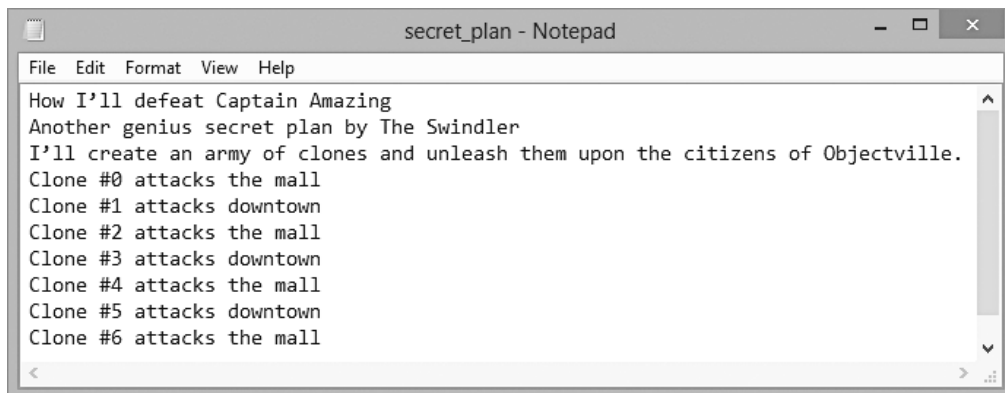 secret_plan - Notepad
File Edit Format View Help
How I’ll defeat Captain Amazing
Another genius secret plan by The Swindler
I’ll create an army of clones and unleash them upon the citizens of Objectville.
Clone #0 attacks the mall
Clone #1 attacks downtown
Clone #2 attacks the mall
Clone #3 attacks downtown
Clone #4 attacks the mall
Clone #5 attacks downtown
Clone #6 attacks the mall